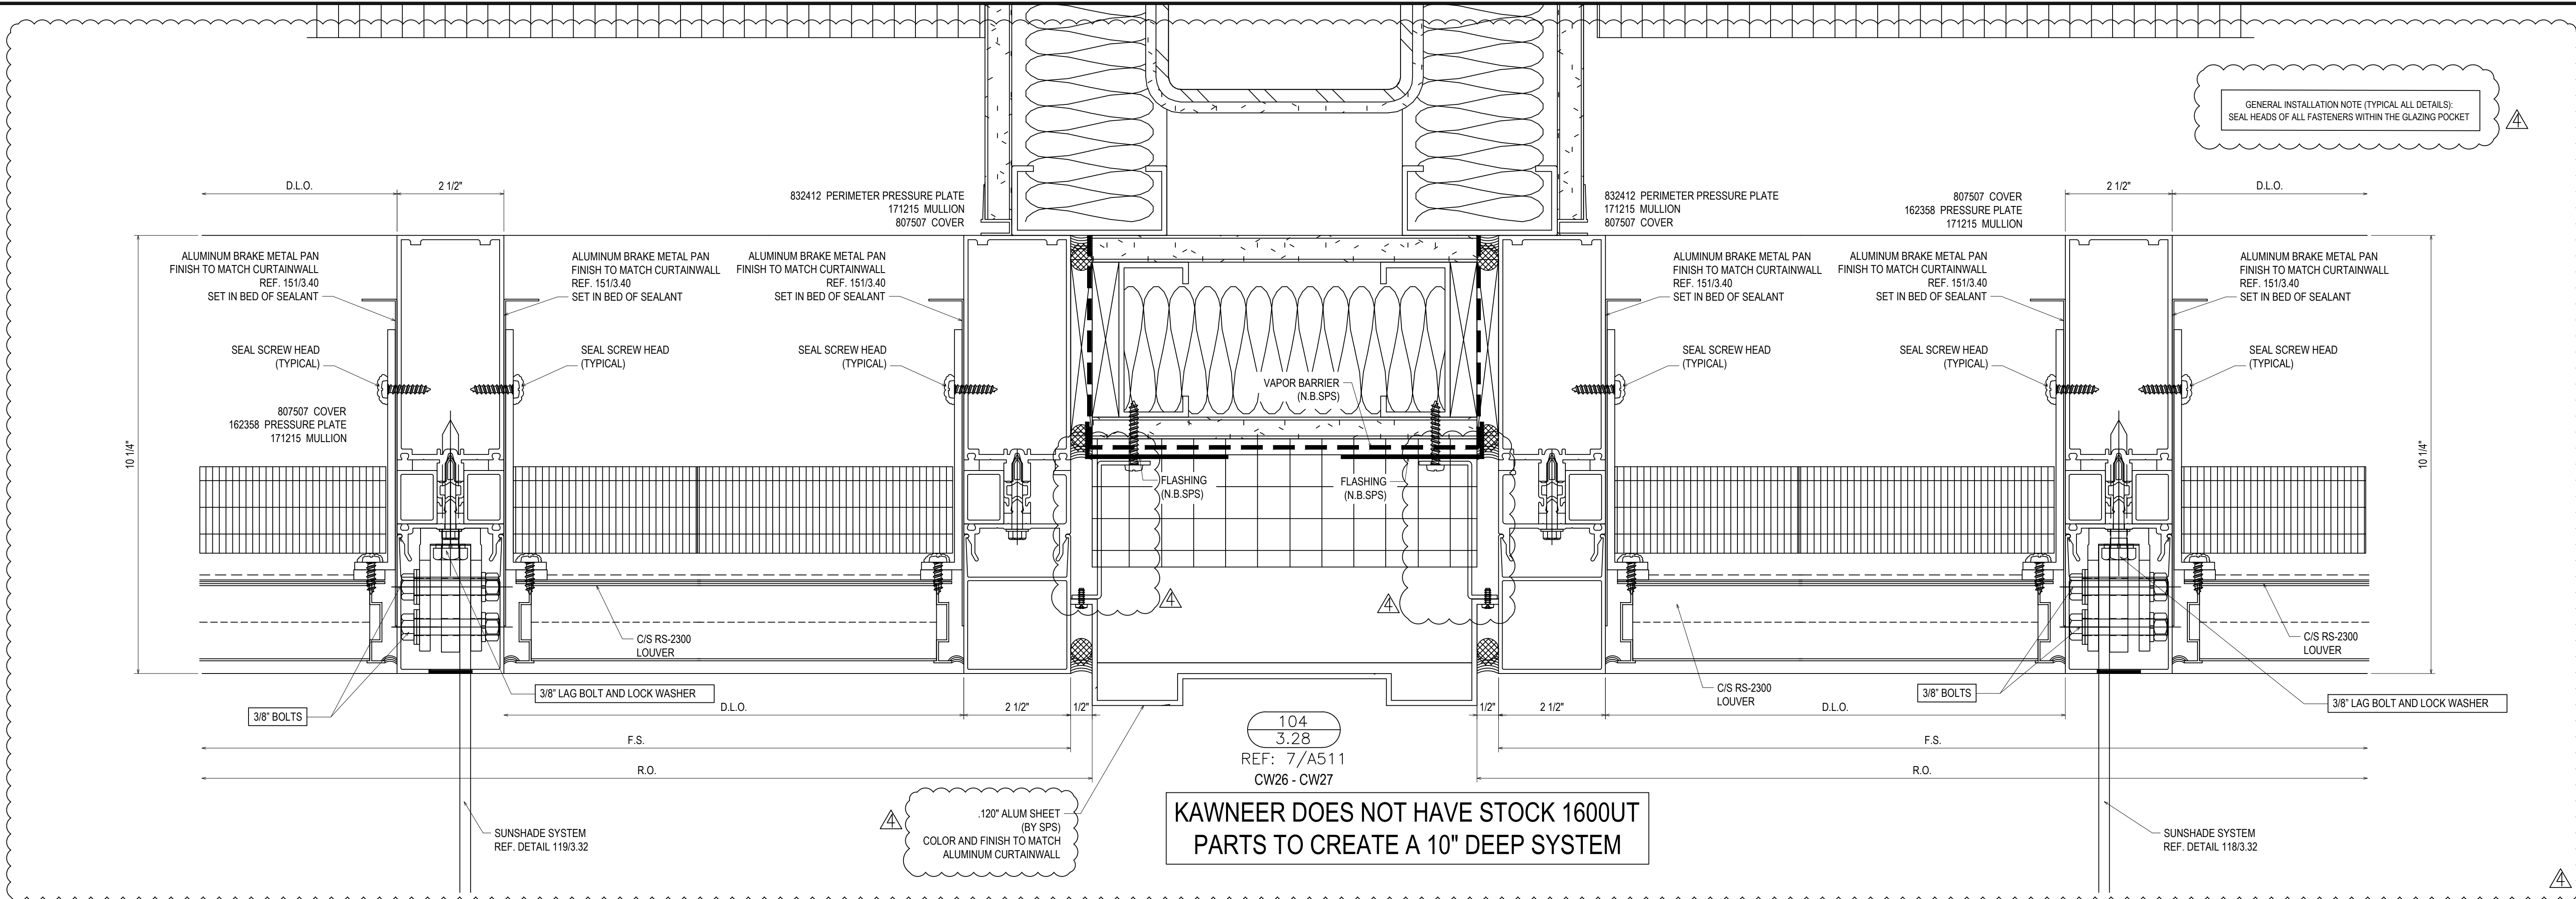 GENERAL INSTALLATION NOTE (TYPICAL ALL DETAILS):
SEAL HEADS OF ALL FASTENERS WITHIN THE GLAZING POCKET
4
D.L.O.
2 1/2"
832412 PERIMETER PRESSURE PLATE
171215 MULLION
807507 COVER
832412 PERIMETER PRESSURE PLATE
171215 MULLION
807507 COVER
807507 COVER
162358 PRESSURE PLATE
171215 MULLION
2 1/2"
D.L.O.
ALUMINUM BRAKE METAL PAN
FINISH TO MATCH CURTAINWALL
REF. 151/3.40
SET IN BED OF SEALANT
ALUMINUM BRAKE METAL PAN
FINISH TO MATCH CURTAINWALL
REF. 151/3.40
SET IN BED OF SEALANT
ALUMINUM BRAKE METAL PAN
FINISH TO MATCH CURTAINWALL
REF. 151/3.40
SET IN BED OF SEALANT
ALUMINUM BRAKE METAL PAN
FINISH TO MATCH CURTAINWALL
REF. 151/3.40
SET IN BED OF SEALANT
ALUMINUM BRAKE METAL PAN
FINISH TO MATCH CURTAINWALL
REF. 151/3.40
SET IN BED OF SEALANT
ALUMINUM BRAKE METAL PAN
FINISH TO MATCH CURTAINWALL
REF. 151/3.40
SET IN BED OF SEALANT
SEAL SCREW HEAD
(TYPICAL)
SEAL SCREW HEAD
(TYPICAL)
SEAL SCREW HEAD
(TYPICAL)
SEAL SCREW HEAD
(TYPICAL)
SEAL SCREW HEAD
(TYPICAL)
SEAL SCREW HEAD
(TYPICAL)
VAPOR BARRIER
(N.B.SPS)
807507 COVER
162358 PRESSURE PLATE
171215 MULLION
10 1/4"
10 1/4"
FLASHING
(N.B.SPS)
FLASHING
(N.B.SPS)
4
4
C/S RS-2300
LOUVER
C/S RS-2300
LOUVER
C/S RS-2300
LOUVER
3/8" LAG BOLT AND LOCK WASHER
3/8" BOLTS
3/8" BOLTS
3/8" LAG BOLT AND LOCK WASHER
D.L.O.
2 1/2"
1/2"
1/2"
2 1/2"
D.L.O.
F.S.
F.S.
R.O.
R.O.
104
3.28
REF: 7/A511
CW26 - CW27
KAWNEER DOES NOT HAVE STOCK 1600UT
PARTS TO CREATE A 10" DEEP SYSTEM
4
.120" ALUM SHEET
(BY SPS)
COLOR AND FINISH TO MATCH
ALUMINUM CURTAINWALL
SUNSHADE SYSTEM
REF. DETAIL 119/3.32
SUNSHADE SYSTEM
REF. DETAIL 118/3.32
4